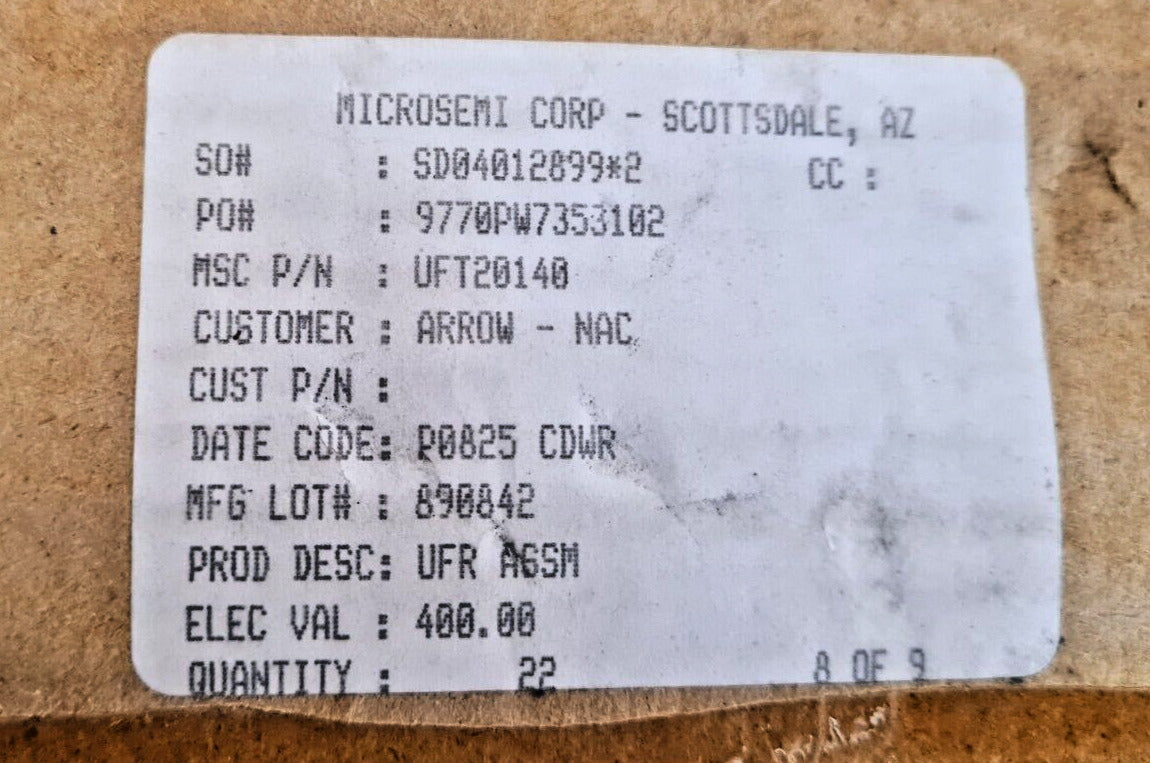 MICROSEMI CORP - SCOTTSDALE, AZ
SO# : SD04012899*2 CC :
PO# : 9770PW7353102
MSC P/N : UFT20140
CUSTOMER : ARROW - NAC
CUST P/N :
DATE CODE: P0825 CDWR
MFG LOT# : 890842
PROD DESC: UFR ASSM
ELEC VAL : 400.00
QUANTITY : 22 8 OF 9